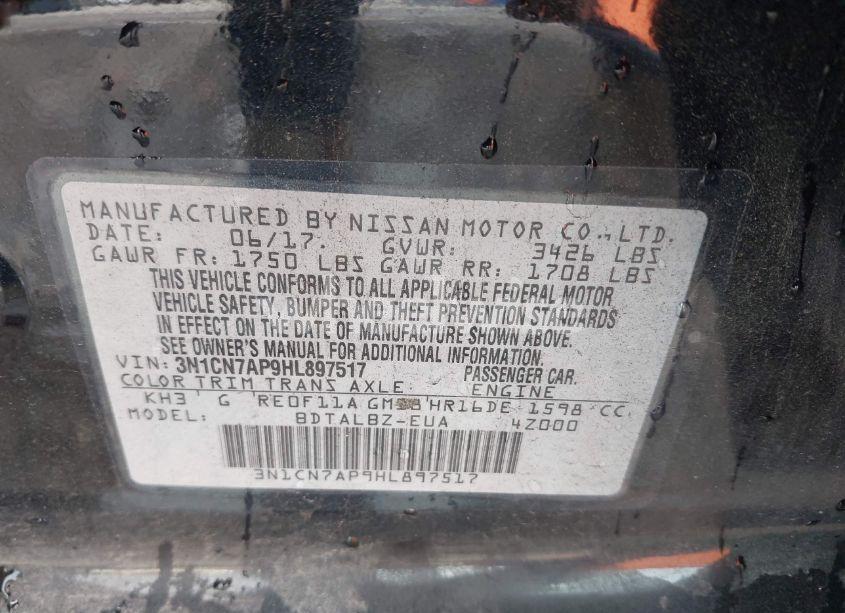 MANUFACTURED BY NISSAN MOTOR CO., LTD.
DATE: 06/17. GVWR: 3426 LBS
GAWR FR: 1750 LBS GAWR RR: 1708 LBS
THIS VEHICLE CONFORMS TO ALL APPLICABLE FEDERAL MOTOR
VEHICLE SAFETY, BUMPER AND THEFT PREVENTION STANDARDS
IN EFFECT ON THE DATE OF MANUFACTURE SHOWN ABOVE.
SEE OWNER'S MANUAL FOR ADDITIONAL INFORMATION.
VIN: 3N1CN7AP9HL897517 PASSENGER CAR.
COLOR TRIM TRANS AXLE: ENGINE
KH3 G RE0F11A HR16DE 1598 CC
MODEL: BDTALBZ-EUA 4Z000
3N1CN7AP9HL897517